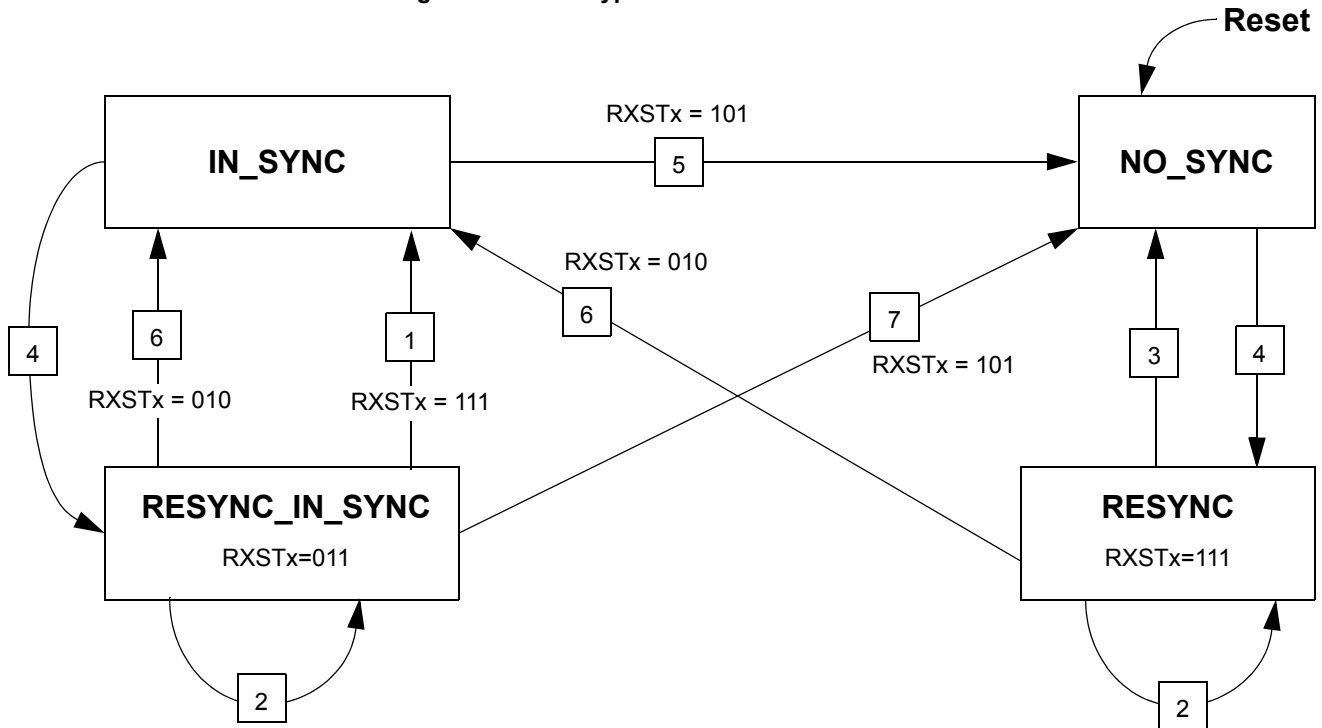 Reset
RXSTx = 101
IN_SYNC
5
NO_SYNC
RXSTx = 010
4
6
1
6
7
3
4
RXSTx = 010
RXSTx = 111
RXSTx = 101
RESYNC_IN_SYNC
RXSTx=011
RESYNC
RXSTx=111
2
2